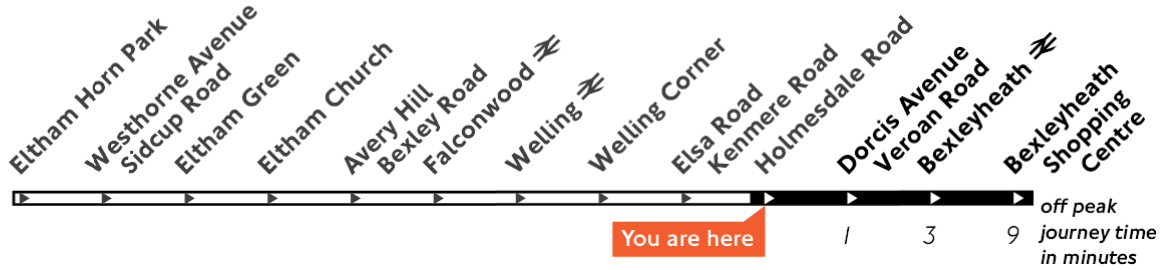 Eltham Horn Park
Westhorne Avenue
Sidcup Road
Eltham Green
Eltham Church
Avery Hill
Bexley Road
Falconwood
Welling
Welling Corner
Elsa Road
Kenmere Road
Holmesdale Road
Dorcis Avenue
Veroan Road
Bexleyheath
Bexleyheath
Shopping
Centre
You are here
1
3
9
off peak
journey time
in minutes